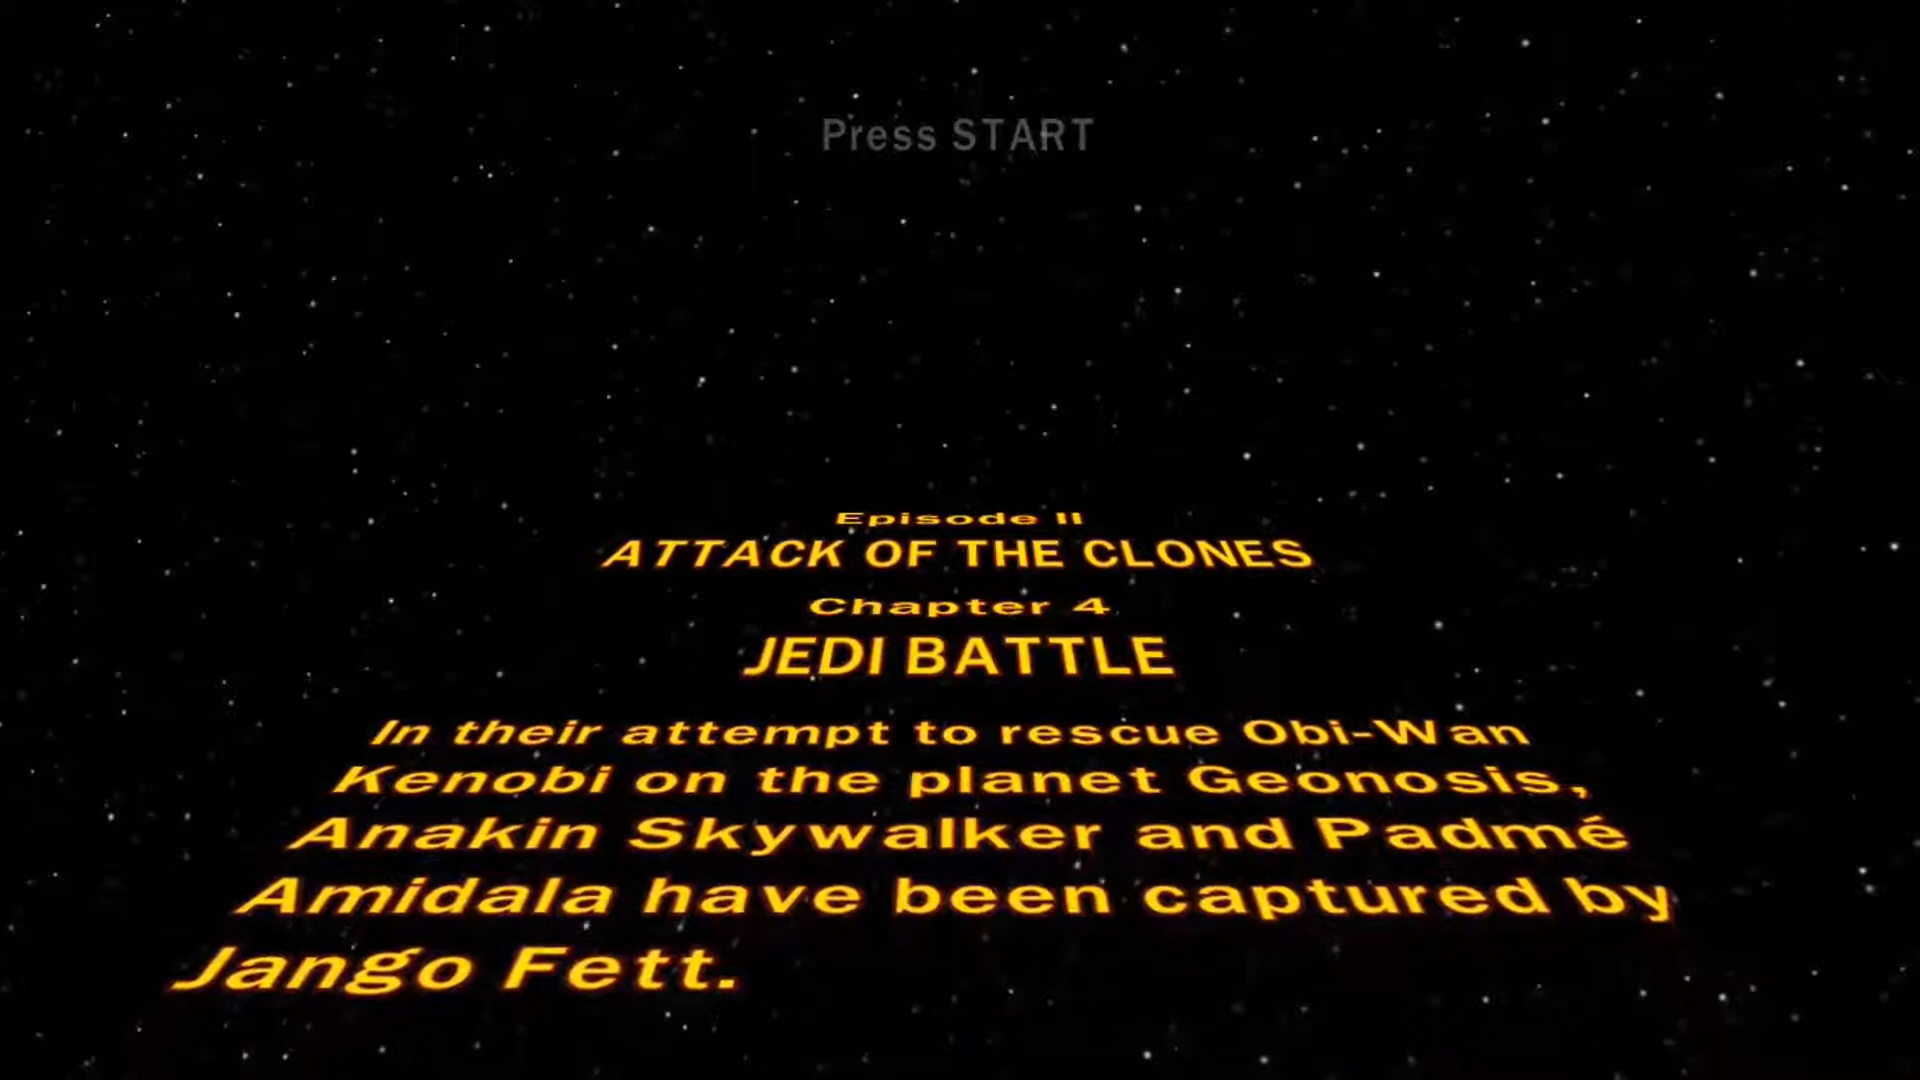 Press START
Episode II
ATTACK OF THE CLONES
Chapter 4
JEDI BATTLE
In their attempt to rescue Obi-Wan
Kenobi on the planet Geonosis,
Anakin Skywalker and Padmé
Amidala have been captured by
Jango Fett.